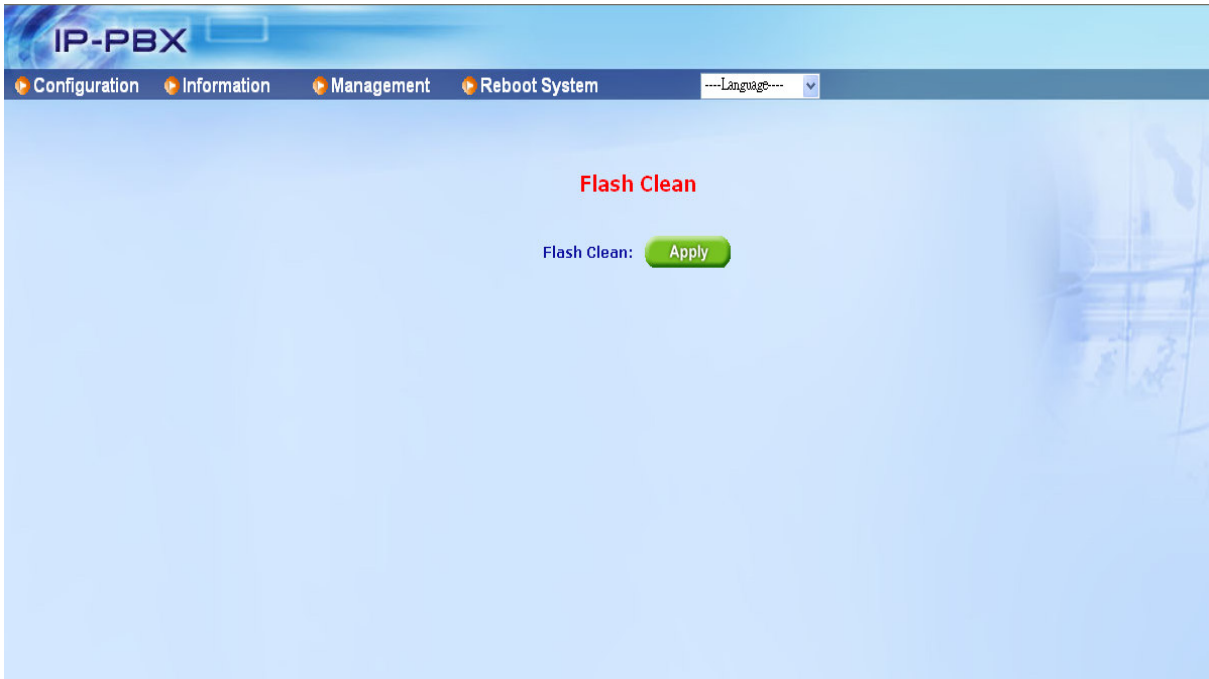 IP-PBX
Configuration Information Management Reboot System ----Language----
Flash Clean
Flash Clean: Apply